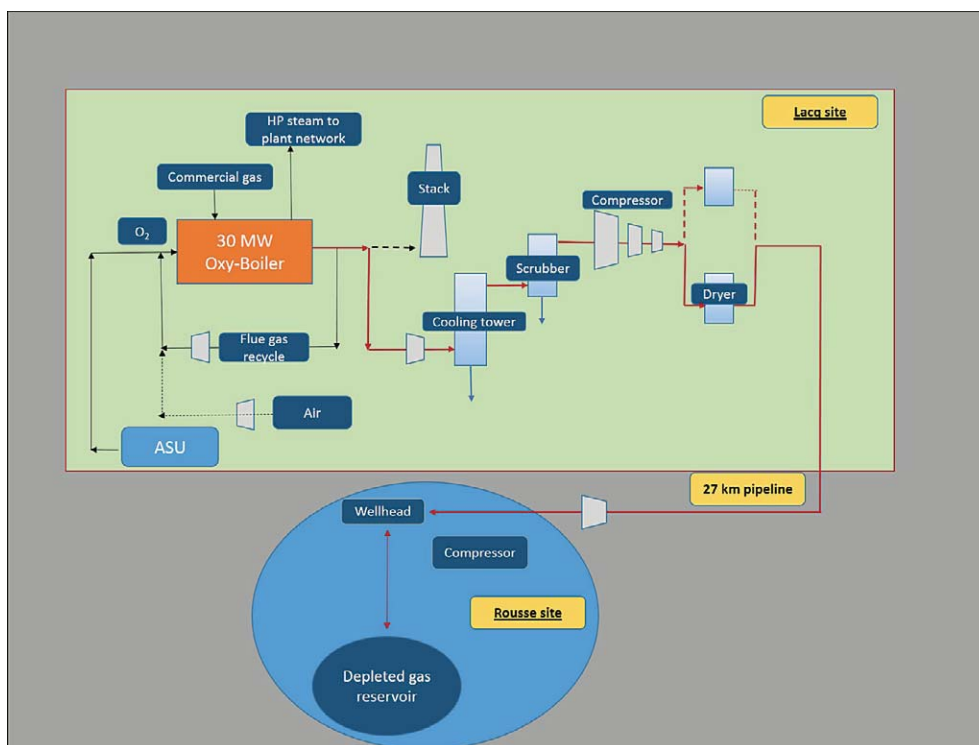 Lacq site
HP steam to
plant network
Commercial gas
Stack
O₂
30 MW
Oxy-Boiler
Compressor
Scrubber
Dryer
Cooling tower
Flue gas
recycle
Air
ASU
27 km pipeline
Wellhead
Compressor
Rousse site
Depleted gas
reservoir